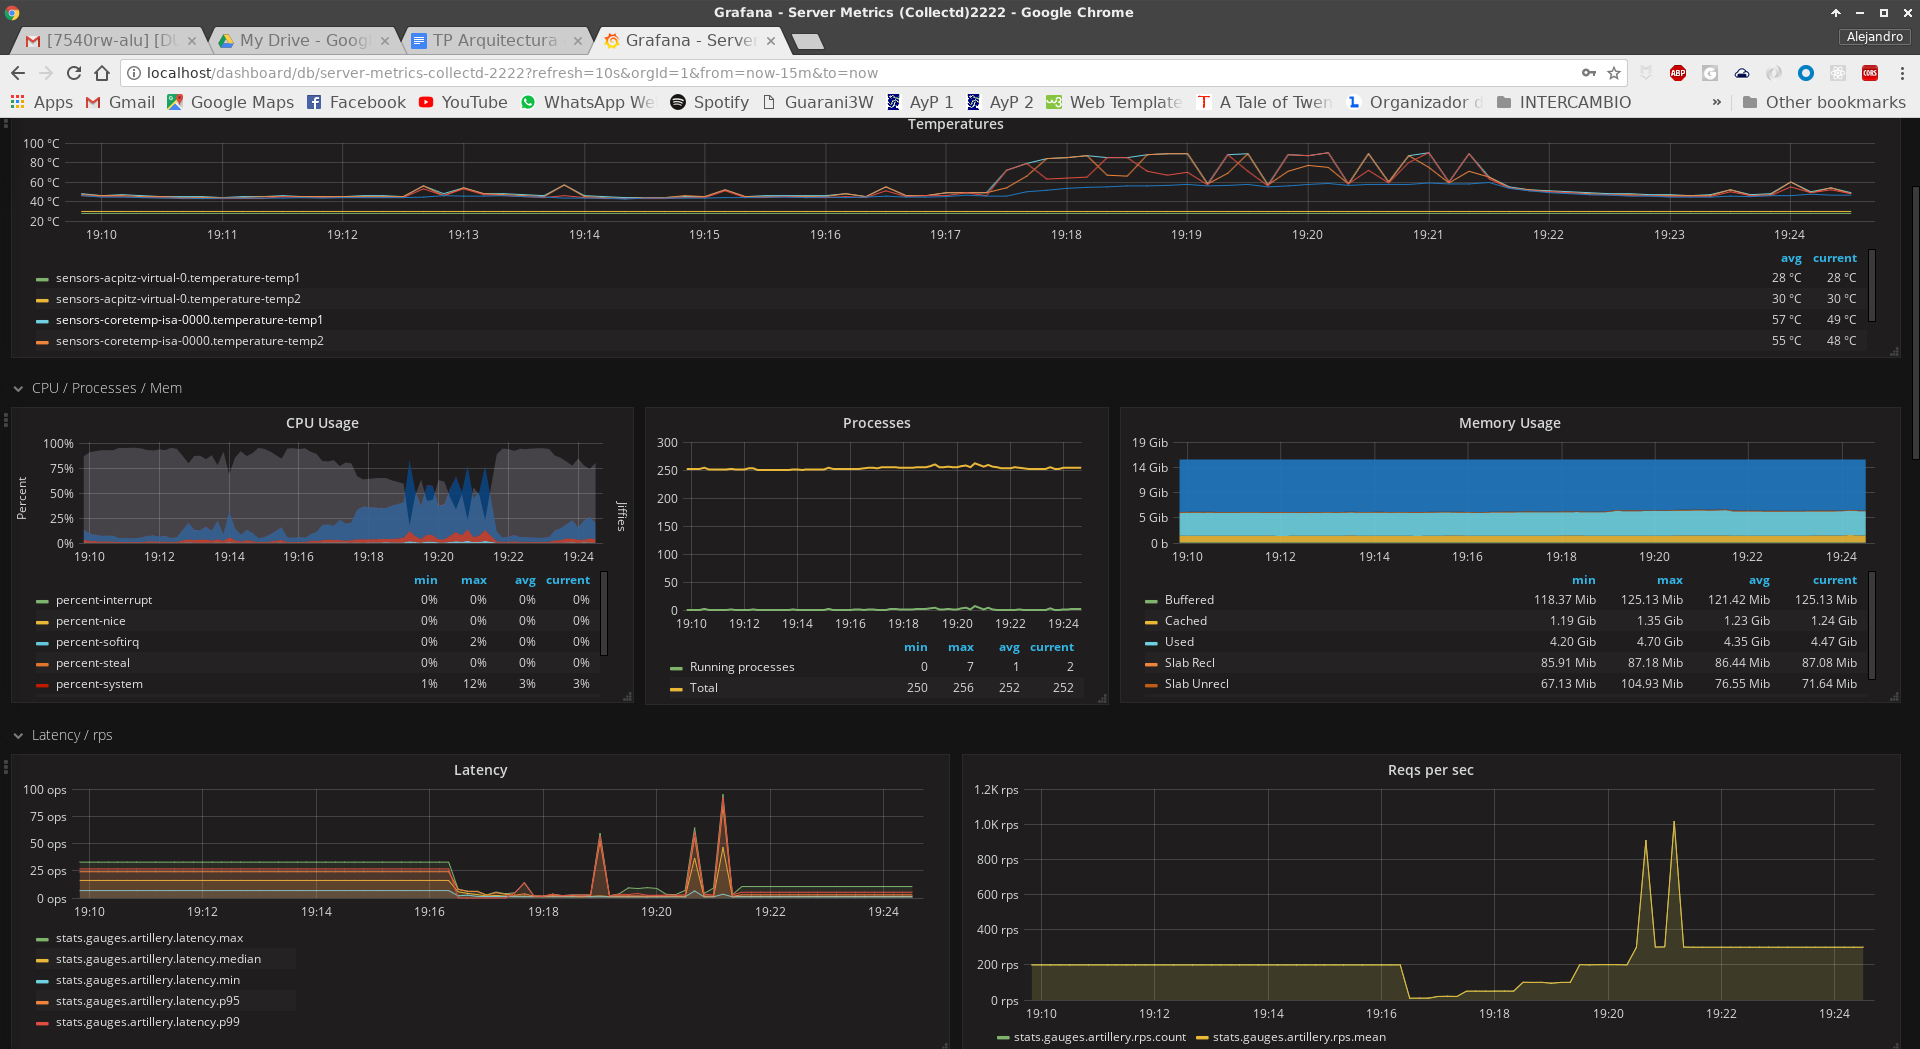 Grafana - Server Metrics (Collectd)2222 - Google Chrome
[7540rw-alu] [DU
My Drive - Googl
TP Arquitectura
Grafana - Server
Alejandro
localhost/dashboard/db/server-metrics-collectd-2222?refresh=10s&orgId=1&from=now-15m&to=now
ABP
CORS
Apps Gmail Google Maps Facebook YouTube WhatsApp We Spotify Guarani3W AyP 1 AyP 2 Web Template A Tale of Twen Organizador d INTERCAMBIO » Other bookmarks
Temperatures
100 °C
80 °C
60 °C
40 °C
20 °C
19:10 19:11 19:12 19:13 19:14 19:15 19:16 19:17 19:18 19:19 19:20 19:21 19:22 19:23 19:24
avg current
sensors-acpitz-virtual-0.temperature-temp1 28 °C 28 °C
sensors-acpitz-virtual-0.temperature-temp2 30 °C 30 °C
sensors-coretemp-isa-0000.temperature-temp1 57 °C 49 °C
sensors-coretemp-isa-0000.temperature-temp2 55 °C 48 °C
CPU / Processes / Mem
CPU Usage
Percent
100%
75%
50%
25%
0%
Jiffies
19:10 19:12 19:14 19:16 19:18 19:20 19:22 19:24
min max avg current
percent-interrupt 0% 0% 0% 0%
percent-nice 0% 0% 0% 0%
percent-softirq 0% 2% 0% 0%
percent-steal 0% 0% 0% 0%
percent-system 1% 12% 3% 3%
Processes
300
250
200
150
100
50
0
19:10 19:12 19:14 19:16 19:18 19:20 19:22 19:24
min max avg current
Running processes 0 7 1 2
Total 250 256 252 252
Memory Usage
19 Gib
14 Gib
9 Gib
5 Gib
0 b
19:10 19:12 19:14 19:16 19:18 19:20 19:22 19:24
min max avg current
Buffered 118.37 Mib 125.13 Mib 121.42 Mib 125.13 Mib
Cached 1.19 Gib 1.35 Gib 1.23 Gib 1.24 Gib
Used 4.20 Gib 4.70 Gib 4.35 Gib 4.47 Gib
Slab Recl 85.91 Mib 87.18 Mib 86.44 Mib 87.08 Mib
Slab Unrecl 67.13 Mib 104.93 Mib 76.55 Mib 71.64 Mib
Latency / rps
Latency
100 ops
75 ops
50 ops
25 ops
0 ops
19:10 19:12 19:14 19:16 19:18 19:20 19:22 19:24
stats.gauges.artillery.latency.max
stats.gauges.artillery.latency.median
stats.gauges.artillery.latency.min
stats.gauges.artillery.latency.p95
stats.gauges.artillery.latency.p99
Reqs per sec
1.2K rps
1.0K rps
800 rps
600 rps
400 rps
200 rps
0 rps
19:10 19:12 19:14 19:16 19:18 19:20 19:22 19:24
stats.gauges.artillery.rps.count stats.gauges.artillery.rps.mean